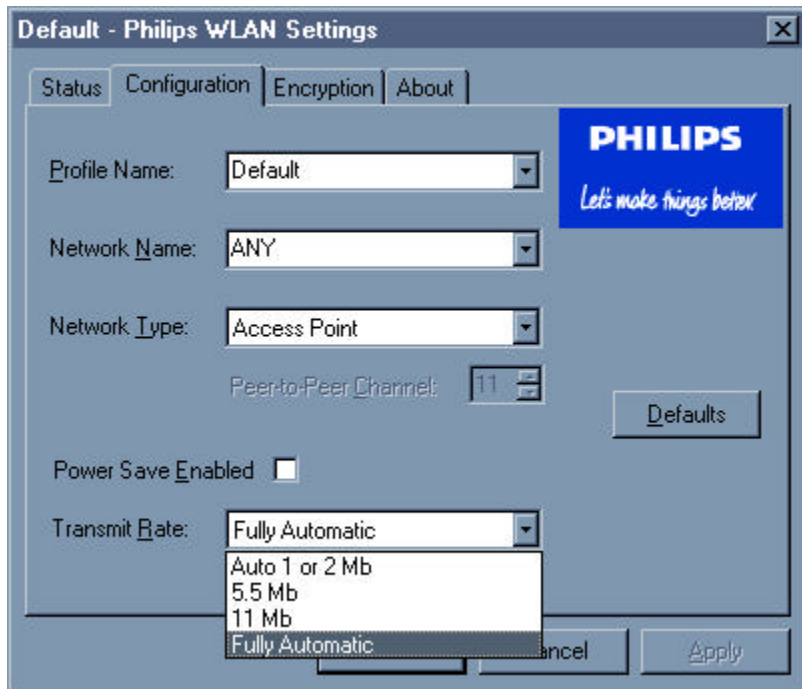 Default - Philips WLAN Settings
Status Configuration Encryption About
PHILIPS
Let's make things better.
Profile Name: Default
Network Name: ANY
Network Type: Access Point
Peer-to-Peer Channel: 11
Defaults
Power Save Enabled
Transmit Rate: Fully Automatic
Auto 1 or 2 Mb
5.5 Mb
11 Mb
Fully Automatic
ncel Apply